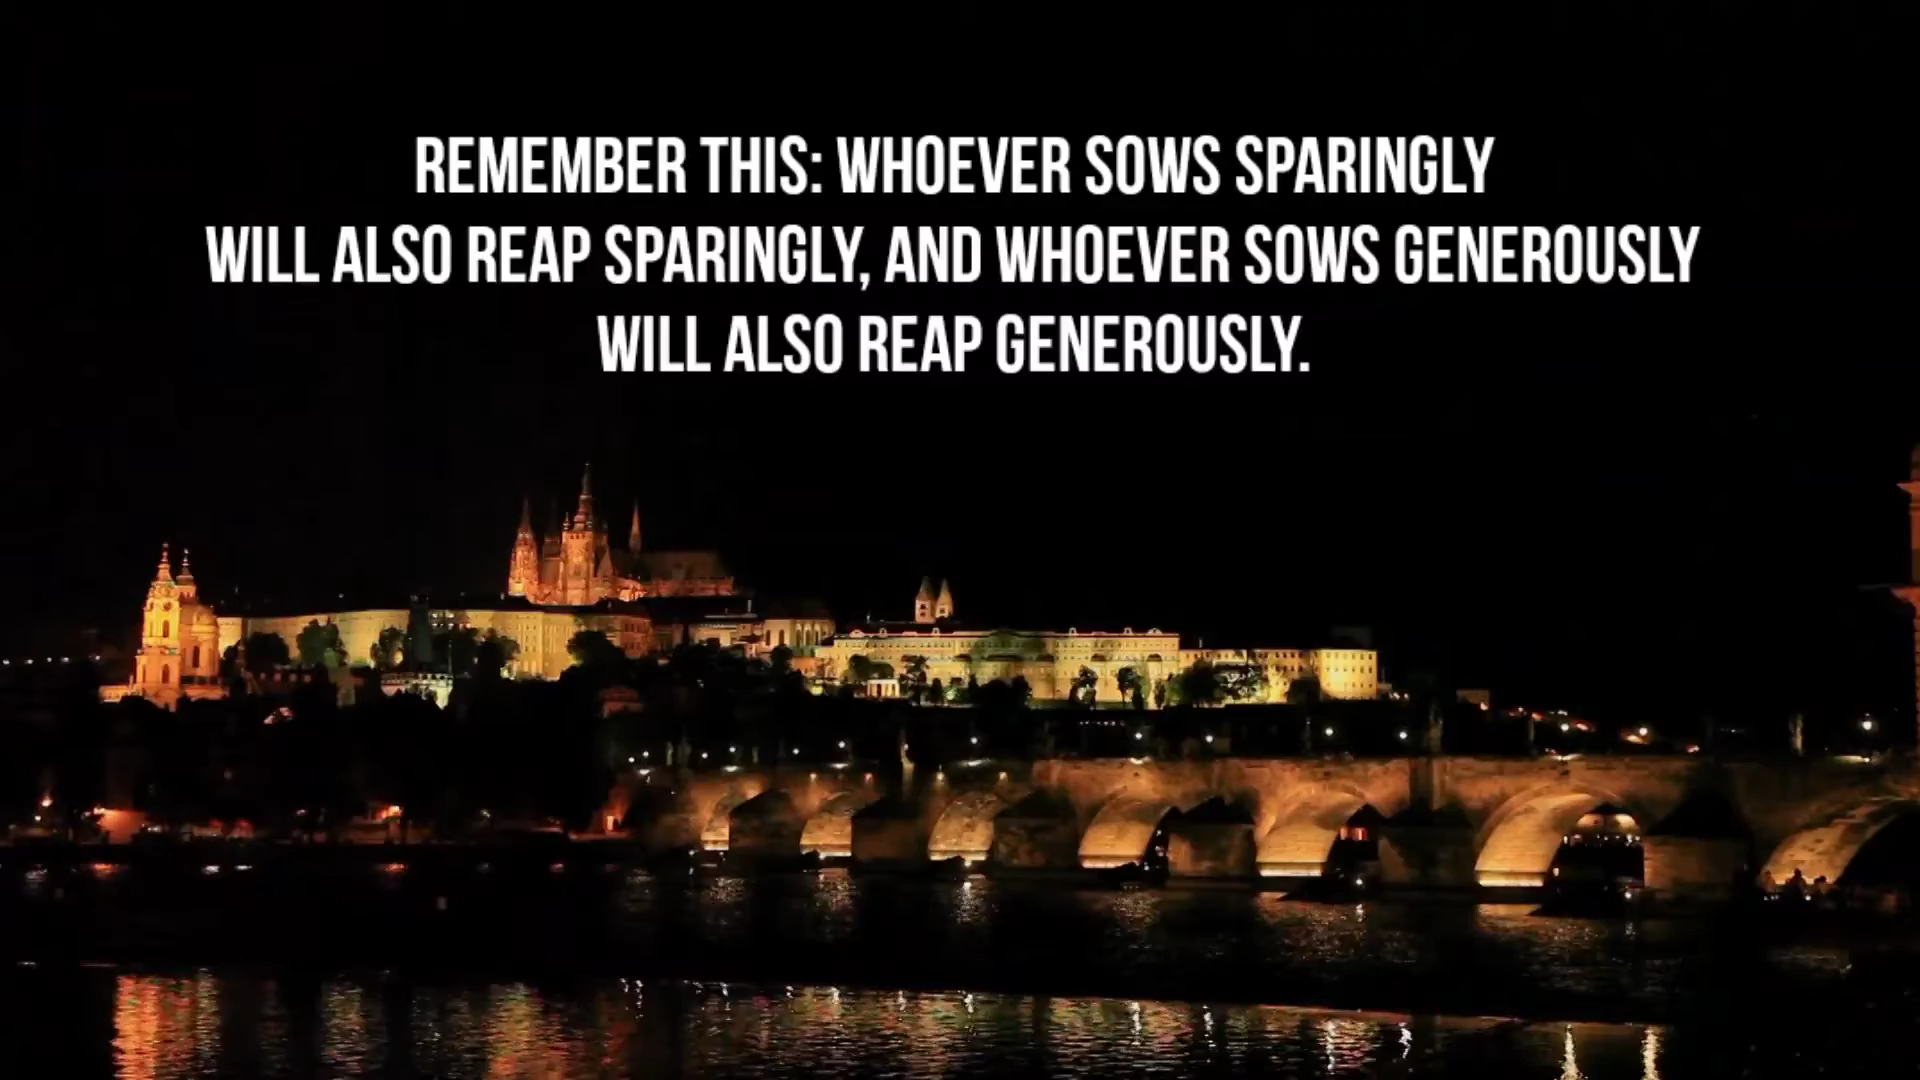 REMEMBER THIS: WHOEVER SOWS SPARINGLY
WILL ALSO REAP SPARINGLY, AND WHOEVER SOWS GENEROUSLY
WILL ALSO REAP GENEROUSLY.